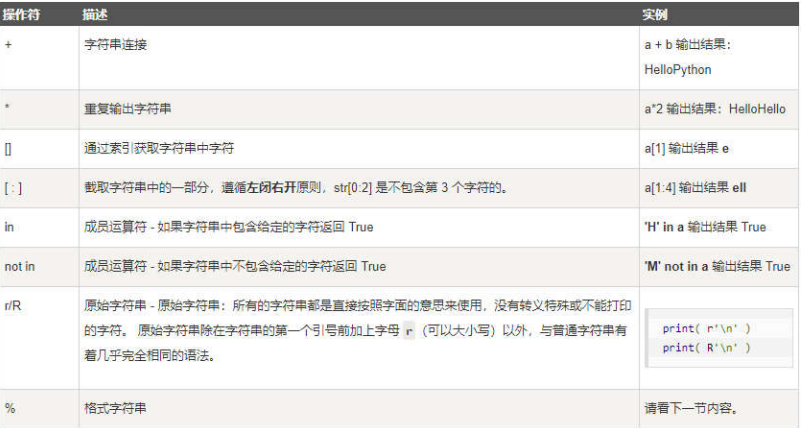 操作符 描述 实例
+ 字符串连接 a + b 输出结果：
HelloPython
* 重复输出字符串 a*2 输出结果：HelloHello
[] 通过索引获取字符串中字符 a[1] 输出结果 e
[ : ] 截取字符串中的一部分，遵循左闭右开原则，str[0:2] 是不包含第 3 个字符的。 a[1:4] 输出结果 ell
in 成员运算符 - 如果字符串中包含给定的字符返回 True 'H' in a 输出结果 True
not in 成员运算符 - 如果字符串中不包含给定的字符返回 True 'M' not in a 输出结果 True
r/R 原始字符串 - 原始字符串：所有的字符串都是直接按照字面的意思来使用，没有转义特殊或不能打印
的字符。 原始字符串除在字符串的第一个引号前加上字母 r （可以大小写）以外，与普通字符串有
着几乎完全相同的语法。
print( r'\n' )
print( R'\n' )
% 格式字符串 请看下一节内容。